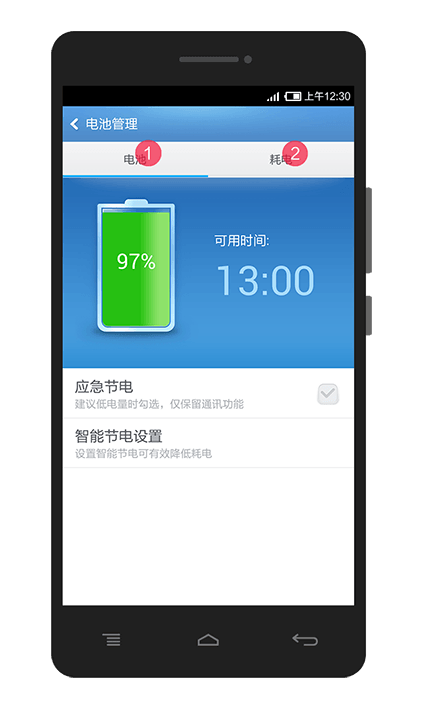 上午12:30
电池管理
电池 1
耗电 2
97%
可用时间:
13:00
应急节电
建议低电量时勾选，仅保留通讯功能
智能节电设置
设置智能节电可有效降低耗电